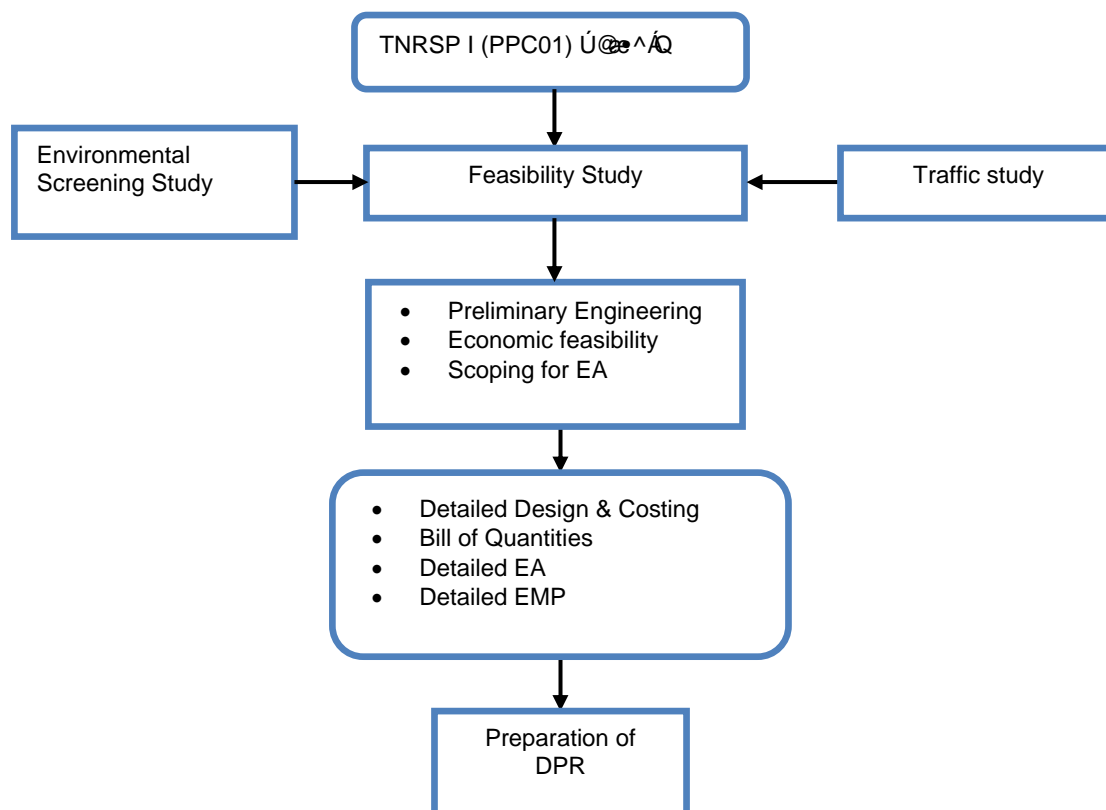 TNRSP I (PPC01)
Environmental
Screening Study
Feasibility Study
Traffic study
• Preliminary Engineering
• Economic feasibility
• Scoping for EA
• Detailed Design & Costing
• Bill of Quantities
• Detailed EA
• Detailed EMP
Preparation of
DPR